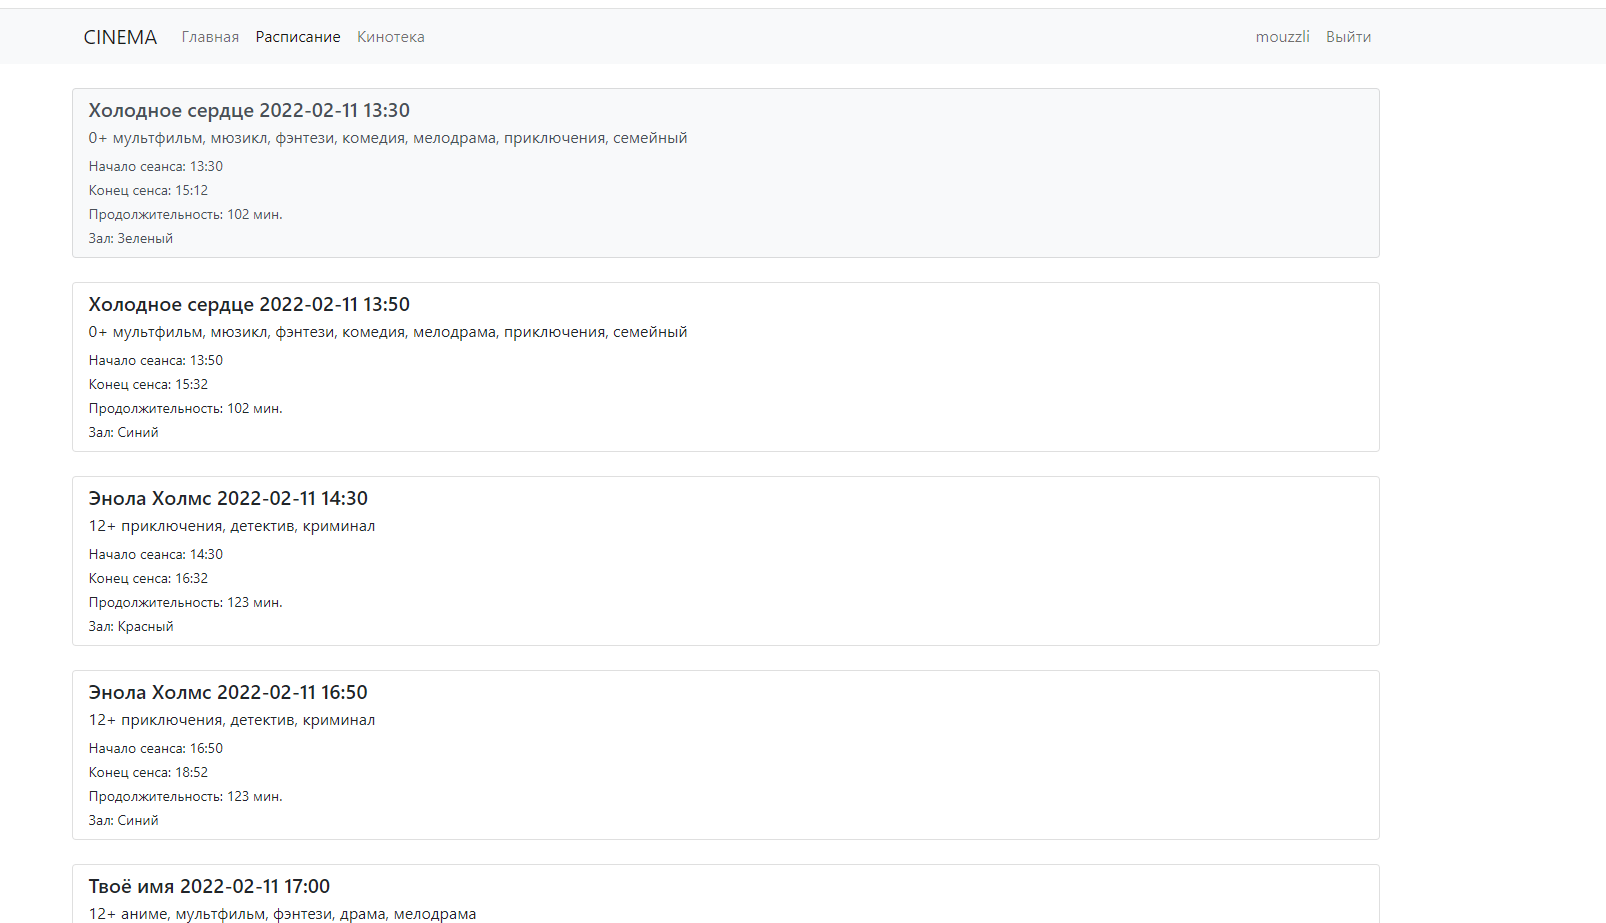 CINEMA Главная Расписание Кинотека mouzzli Выйти
Холодное сердце 2022-02-11 13:30
0+ мультфильм, мюзикл, фэнтези, комедия, мелодрама, приключения, семейный
Начало сеанса: 13:30
Конец сенса: 15:12
Продолжительность: 102 мин.
Зал: Зеленый
Холодное сердце 2022-02-11 13:50
0+ мультфильм, мюзикл, фэнтези, комедия, мелодрама, приключения, семейный
Начало сеанса: 13:50
Конец сенса: 15:32
Продолжительность: 102 мин.
Зал: Синий
Энола Холмс 2022-02-11 14:30
12+ приключения, детектив, криминал
Начало сеанса: 14:30
Конец сенса: 16:32
Продолжительность: 123 мин.
Зал: Красный
Энола Холмс 2022-02-11 16:50
12+ приключения, детектив, криминал
Начало сеанса: 16:50
Конец сенса: 18:52
Продолжительность: 123 мин.
Зал: Синий
Твоё имя 2022-02-11 17:00
12+ аниме, мультфильм, фэнтези, драма, мелодрама